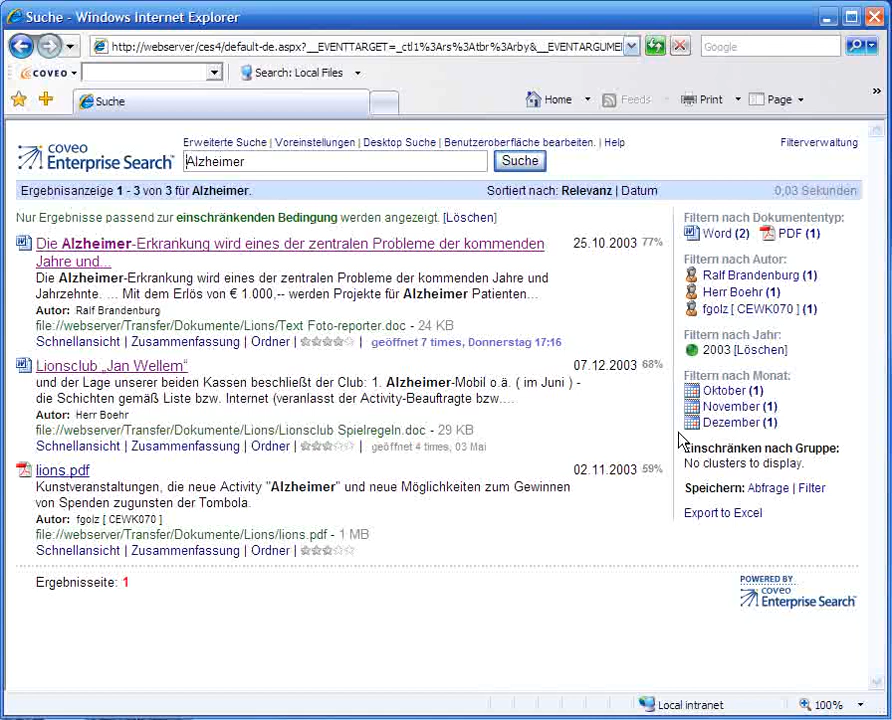 Suche - Windows Internet Explorer
http://webserver/ces4/default-de.aspx?__EVENTTARGET=_ctl1%3Ars%3Atbr%3Arby&__EVENTARGUME
Google
COVEO
Search: Local Files
Suche
Home
Feeds
Print
Page
coveo
Enterprise Search
Erweiterte Suche | Voreinstellungen | Desktop Suche | Benutzeroberfläche bearbeiten. | Help
Filterverwaltung
Alzheimer
Suche
Ergebnisanzeige 1 - 3 von 3 für Alzheimer.
Sortiert nach: Relevanz | Datum
0,03 Sekunden
Nur Ergebnisse passend zur einschränkenden Bedingung werden angezeigt. [Löschen]
Die Alzheimer-Erkrankung wird eines der zentralen Probleme der kommenden
Jahre und...
25.10.2003 77%
Die Alzheimer-Erkrankung wird eines der zentralen Probleme der kommenden Jahre und
Jahrzehnte. ... Mit dem Erlös von € 1.000,-- werden Projekte für Alzheimer Patienten...
Autor: Ralf Brandenburg
file://webserver/Transfer/Dokumente/Lions/Text Foto-reporter.doc - 24 KB
Schnellansicht | Zusammenfassung | Ordner | geöffnet 7 times, Donnerstag 17:16
Lionsclub „Jan Wellem“
07.12.2003 68%
und der Lage unserer beiden Kassen beschließt der Club: 1. Alzheimer-Mobil o.ä. ( im Juni ) -
die Schichten gemäß Liste bzw. Internet (veranlasst der Activity-Beauftragte bzw....
Autor: Herr Boehr
file://webserver/Transfer/Dokumente/Lions/Lionsclub Spielregeln.doc - 29 KB
Schnellansicht | Zusammenfassung | Ordner | geöffnet 4 times, 03 Mai
lions.pdf
02.11.2003 59%
Kunstveranstaltungen, die neue Activity "Alzheimer" und neue Möglichkeiten zum Gewinnen
von Spenden zugunsten der Tombola.
Autor: fgolz [ CEWK070 ]
file://webserver/Transfer/Dokumente/Lions/lions.pdf - 1 MB
Schnellansicht | Zusammenfassung | Ordner |
Ergebnisseite: 1
Filtern nach Dokumententyp:
Word (2) PDF (1)
Filtern nach Autor:
Ralf Brandenburg (1)
Herr Boehr (1)
fgolz [ CEWK070 ] (1)
Filtern nach Jahr:
2003 [Löschen]
Filtern nach Monat:
Oktober (1)
November (1)
Dezember (1)
Einschränken nach Gruppe:
No clusters to display.
Speichern: Abfrage | Filter
Export to Excel
POWERED BY
coveo
Enterprise Search
Local intranet
100%